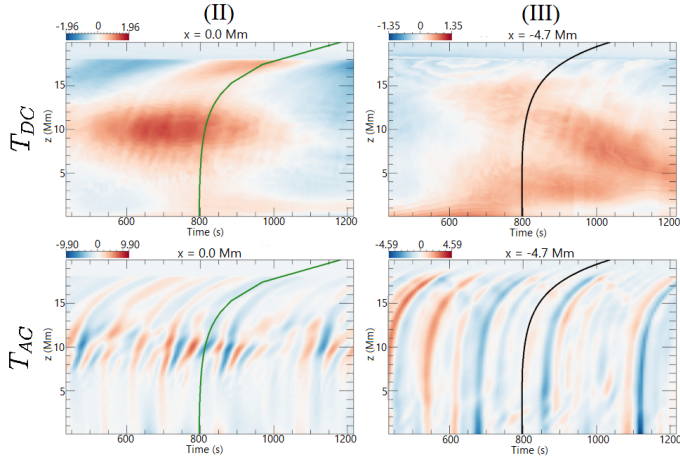 (II)
(III)
-1.96 0 1.96
x = 0.0 Mm
-1.35 0 1.35
x = -4.7 Mm
T_DC
z (Mm)
15
10
5
600 800 1000 1200
Time (s)
z (Mm)
15
10
5
600 800 1000 1200
Time (s)
-9.90 0 9.90
x = 0.0 Mm
-4.59 0 4.59
x = -4.7 Mm
T_AC
z (Mm)
15
10
5
600 800 1000 1200
Time (s)
z (Mm)
15
10
5
600 800 1000 1200
Time (s)